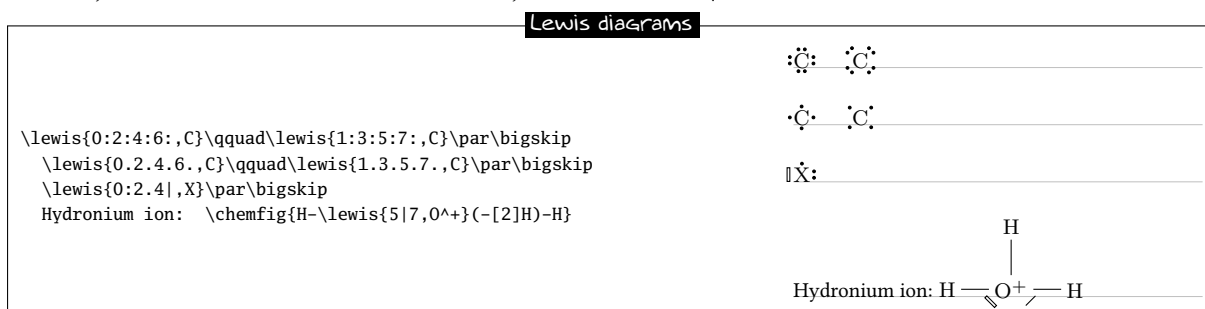 Lewis diagrams
\lewis{0:2:4:6:,C}\qquad\lewis{1:3:5:7:,C}\par\bigskip
\lewis{0.2.4.6.,C}\qquad\lewis{1.3.5.7.,C}\par\bigskip
\lewis{0:2.4|,X}\par\bigskip
Hydronium ion: \chemfig{H-\lewis{5|7,O^+}(-[2]H)-H}
C C
C C
X
H
Hydronium ion: H O+ H